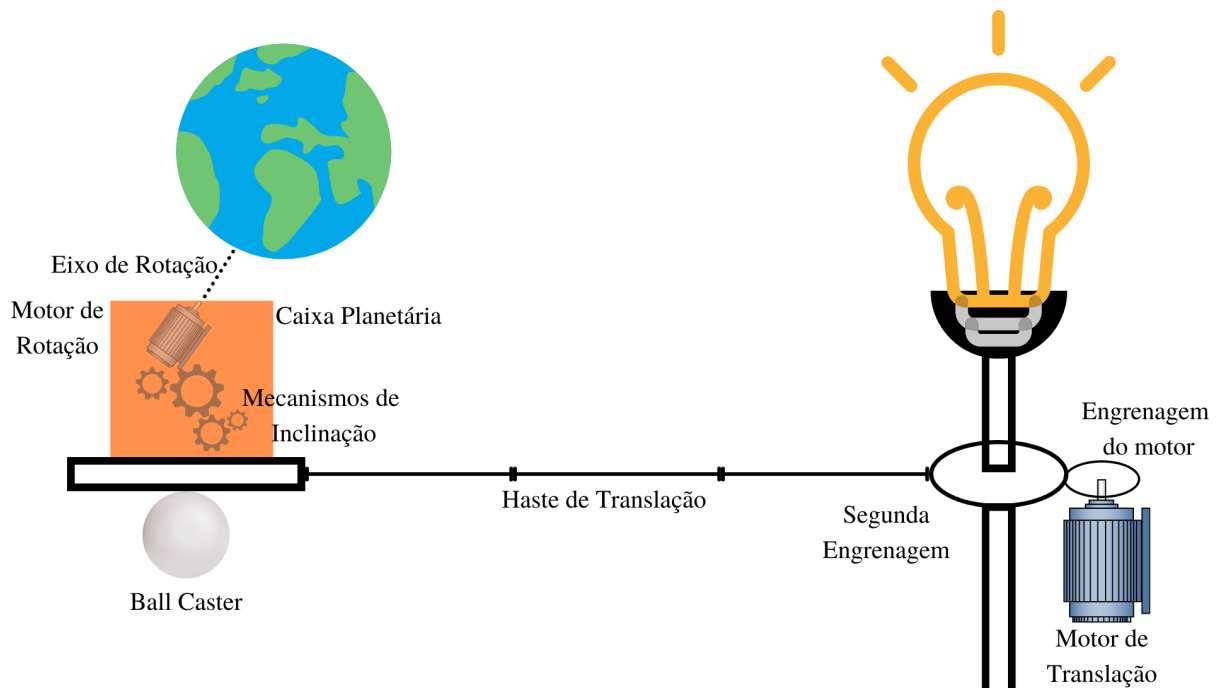 Eixo de Rotação
Motor de
Rotação
Caixa Planetária
Mecanismos de
Inclinação
Engrenagem
do motor
Haste de Translação
Segunda
Engrenagem
Ball Caster
Motor de
Translação